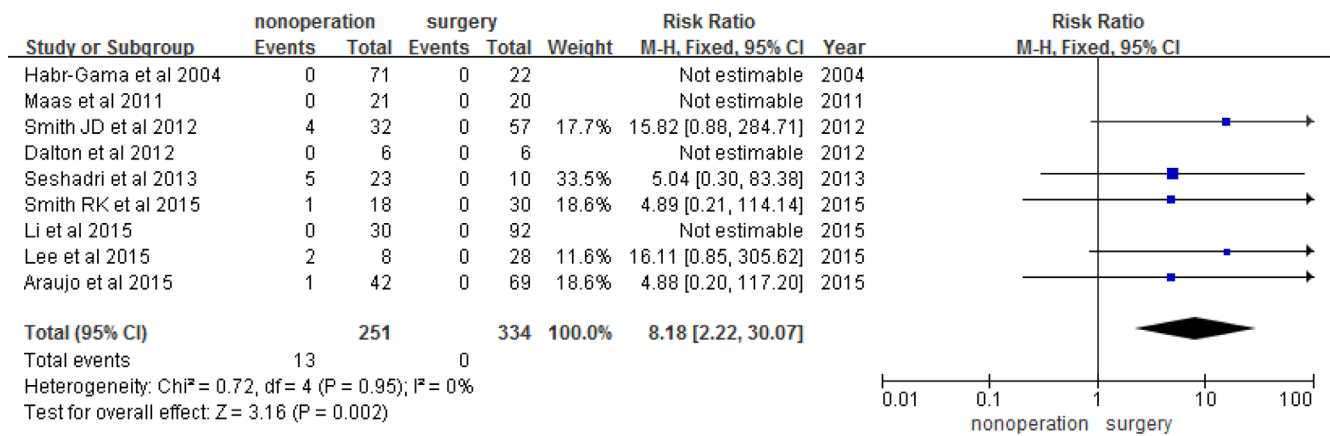 nonoperation surgery Risk Ratio Risk Ratio
Study or Subgroup Events Total Events Total Weight M-H, Fixed, 95% CI Year M-H, Fixed, 95% CI
Habr-Gama et al 2004 0 71 0 22 Not estimable 2004
Maas et al 2011 0 21 0 20 Not estimable 2011
Smith JD et al 2012 4 32 0 57 17.7% 15.82 [0.88, 284.71] 2012
Dalton et al 2012 0 6 0 6 Not estimable 2012
Seshadri et al 2013 5 23 0 10 33.5% 5.04 [0.30, 83.38] 2013
Smith RK et al 2015 1 18 0 30 18.6% 4.89 [0.21, 114.14] 2015
Li et al 2015 0 30 0 92 Not estimable 2015
Lee et al 2015 2 8 0 28 11.6% 16.11 [0.85, 305.62] 2015
Araujo et al 2015 1 42 0 69 18.6% 4.88 [0.20, 117.20] 2015
Total (95% CI) 251 334 100.0% 8.18 [2.22, 30.07]
Total events 13 0
Heterogeneity: Chi² = 0.72, df = 4 (P = 0.95); I² = 0%
Test for overall effect: Z = 3.16 (P = 0.002)
0.01 0.1 1 10 100
nonoperation surgery